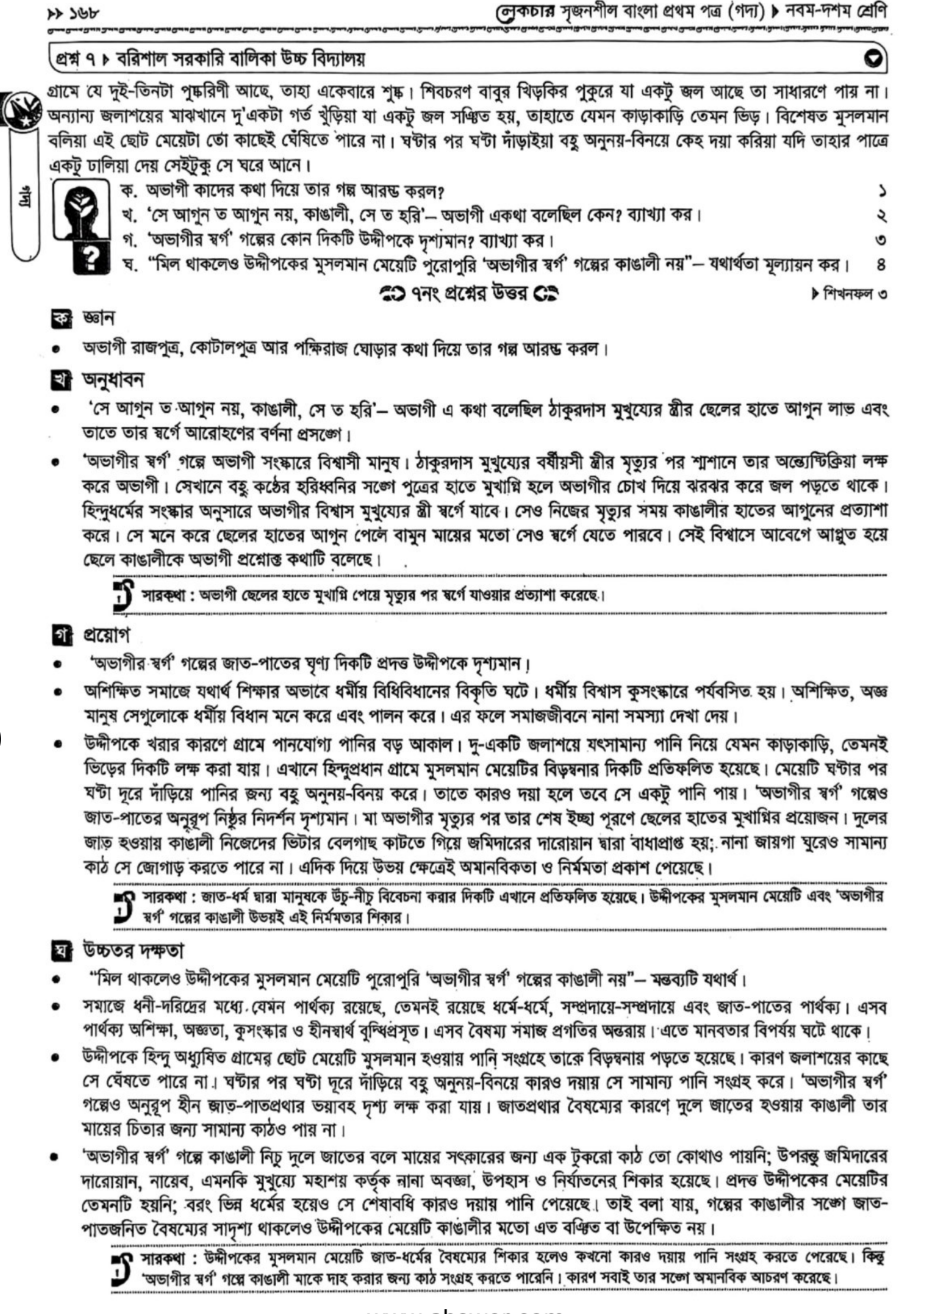 ▸▸ ১৬৮
লেকচার সৃজনশীল বাংলা প্রথম পত্র (গদ্য) ▸ নবম-দশম শ্রেণি
প্রশ্ন ৭ ▸ বরিশাল সরকারি বালিকা উচ্চ বিদ্যালয়
গ্রামে যে দুই-তিনটা পুষ্করিণী আছে, তাহা একেবারে শুষ্ক। শিবচরণ বাবুর খিড়কির পুকুরে যা একটু জল আছে তা সাধারণে পায় না।
অন্যান্য জলাশয়ের মাঝখানে দু'একটা গর্ত খুঁড়িয়া যা একটু জল সঞ্চিত হয়, তাহাতে যেমন কাড়াকাড়ি তেমন ভিড়। বিশেষত মুসলমান
বলিয়া এই ছোট মেয়েটা তো কাছেই ঘেঁষিতে পারে না। ঘণ্টার পর ঘণ্টা দাঁড়াইয়া বহু অনুনয়-বিনয়ে কেহ দয়া করিয়া যদি তাহার পাত্রে
একটু ঢালিয়া দেয় সেইটুকু সে ঘরে আনে।
গদ্য
ক. অভাগী কাদের কথা দিয়ে তার গল্প আরম্ভ করল? ১
খ. 'সে আগুন ত আগুন নয়, কাঙালী, সে ত হরি'– অভাগী একথা বলেছিল কেন? ব্যাখ্যা কর। ২
গ. 'অভাগীর স্বর্গ' গল্পের কোন দিকটি উদ্দীপকে দৃশ্যমান? ব্যাখ্যা কর। ৩
ঘ. "মিল থাকলেও উদ্দীপকের মুসলমান মেয়েটি পুরোপুরি 'অভাগীর স্বর্গ' গল্পের কাঙালী নয়"– যথার্থতা মূল্যায়ন কর। ৪
৭নং প্রশ্নের উত্তর
▸ শিখনফল ৩
ক জ্ঞান
• অভাগী রাজপুত্র, কোটালপুত্র আর পক্ষিরাজ ঘোড়ার কথা দিয়ে তার গল্প আরম্ভ করল।
খ অনুধাবন
• 'সে আগুন ত আগুন নয়, কাঙালী, সে ত হরি'– অভাগী এ কথা বলেছিল ঠাকুরদাস মুখুয্যের স্ত্রীর ছেলের হাতে আগুন লাভ এবং
তাতে তার স্বর্গে আরোহণের বর্ণনা প্রসঙ্গে।
• 'অভাগীর স্বর্গ' গল্পে অভাগী সংস্কারে বিশ্বাসী মানুষ। ঠাকুরদাস মুখুয্যের বর্ষীয়সী স্ত্রীর মৃত্যুর পর শ্মশানে তার অন্ত্যেষ্টিক্রিয়া লক্ষ
করে অভাগী। সেখানে বহু কণ্ঠের হরিধ্বনির সঙ্গে পুত্রের হাতে মুখাগ্নি হলে অভাগীর চোখ দিয়ে ঝরঝর করে জল পড়তে থাকে।
হিন্দুধর্মের সংস্কার অনুসারে অভাগীর বিশ্বাস মুখুয্যের স্ত্রী স্বর্গে যাবে। সেও নিজের মৃত্যুর সময় কাঙালীর হাতের আগুনের প্রত্যাশা
করে। সে মনে করে ছেলের হাতের আগুন পেলে বামুন মায়ের মতো সেও স্বর্গে যেতে পারবে। সেই বিশ্বাসে আবেগে আপ্লুত হয়ে
ছেলে কাঙালীকে অভাগী প্রশ্নোক্ত কথাটি বলেছে।
সারকথা : অভাগী ছেলের হাতে মুখাগ্নি পেয়ে মৃত্যুর পর স্বর্গে যাওয়ার প্রত্যাশা করেছে।
গ প্রয়োগ
• 'অভাগীর স্বর্গ' গল্পের জাত-পাতের ঘৃণ্য দিকটি প্রদত্ত উদ্দীপকে দৃশ্যমান।
• অশিক্ষিত সমাজে যথার্থ শিক্ষার অভাবে ধর্মীয় বিধিবিধানের বিকৃতি ঘটে। ধর্মীয় বিশ্বাস কুসংস্কারে পর্যবসিত হয়। অশিক্ষিত, অজ্ঞ
মানুষ সেগুলোকে ধর্মীয় বিধান মনে করে এবং পালন করে। এর ফলে সমাজজীবনে নানা সমস্যা দেখা দেয়।
• উদ্দীপকে খরার কারণে গ্রামে পানযোগ্য পানির বড় আকাল। দু-একটি জলাশয়ে যৎসামান্য পানি নিয়ে যেমন কাড়াকাড়ি, তেমনই
ভিড়ের দিকটি লক্ষ করা যায়। এখানে হিন্দুপ্রধান গ্রামে মুসলমান মেয়েটির বিড়ম্বনার দিকটি প্রতিফলিত হয়েছে। মেয়েটি ঘণ্টার পর
ঘণ্টা দূরে দাঁড়িয়ে পানির জন্য বহু অনুনয়-বিনয় করে। তাতে কারও দয়া হলে তবে সে একটু পানি পায়। 'অভাগীর স্বর্গ' গল্পেও
জাত-পাতের অনুরূপ নিষ্ঠুর নিদর্শন দৃশ্যমান। মা অভাগীর মৃত্যুর পর তার শেষ ইচ্ছা পূরণে ছেলের হাতের মুখাগ্নির প্রয়োজন। দুলের
জাত হওয়ায় কাঙালী নিজেদের ভিটার বেলগাছ কাটতে গিয়ে জমিদারের দারোয়ান দ্বারা বাধাপ্রাপ্ত হয়; নানা জায়গা ঘুরেও সামান্য
কাঠ সে জোগাড় করতে পারে না। এদিক দিয়ে উভয় ক্ষেত্রেই অমানবিকতা ও নির্মমতা প্রকাশ পেয়েছে।
সারকথা : জাত-ধর্ম দ্বারা মানুষকে উঁচু-নীচু বিবেচনা করার দিকটি এখানে প্রতিফলিত হয়েছে। উদ্দীপকের মুসলমান মেয়েটি এবং 'অভাগীর
স্বর্গ' গল্পের কাঙালী উভয়ই এই নির্মমতার শিকার।
ঘ উচ্চতর দক্ষতা
• "মিল থাকলেও উদ্দীপকের মুসলমান মেয়েটি পুরোপুরি 'অভাগীর স্বর্গ' গল্পের কাঙালী নয়"– মন্তব্যটি যথার্থ।
• সমাজে ধনী-দরিদ্রের মধ্যে যেমন পার্থক্য রয়েছে, তেমনই রয়েছে ধর্মে-ধর্মে, সম্প্রদায়ে-সম্প্রদায়ে এবং জাত-পাতের পার্থক্য। এসব
পার্থক্য অশিক্ষা, অজ্ঞতা, কুসংস্কার ও হীনস্বার্থ বুদ্ধিপ্রসূত। এসব বৈষম্য সমাজ প্রগতির অন্তরায়। এতে মানবতার বিপর্যয় ঘটে থাকে।
• উদ্দীপকে হিন্দু অধ্যুষিত গ্রামের ছোট মেয়েটি মুসলমান হওয়ার পানি সংগ্রহে তাকে বিড়ম্বনায় পড়তে হয়েছে। কারণ জলাশয়ের কাছে
সে ঘেঁষতে পারে না। ঘণ্টার পর ঘণ্টা দূরে দাঁড়িয়ে বহু অনুনয়-বিনয়ে কারও দয়ায় সে সামান্য পানি সংগ্রহ করে। 'অভাগীর স্বর্গ'
গল্পেও অনুরূপ হীন জাত-পাতপ্রথার ভয়াবহ দৃশ্য লক্ষ করা যায়। জাতপ্রথার বৈষম্যের কারণে দুলে জাতের হওয়ায় কাঙালী তার
মায়ের চিতার জন্য সামান্য কাঠও পায় না।
• 'অভাগীর স্বর্গ' গল্পে কাঙালী নিচু দুলে জাতের বলে মায়ের সৎকারের জন্য এক টুকরো কাঠ তো কোথাও পায়নি; উপরন্তু জমিদারের
দারোয়ান, নায়েব, এমনকি মুখুয্যে মহাশয় কর্তৃক নানা অবজ্ঞা, উপহাস ও নির্যাতনের শিকার হয়েছে। প্রদত্ত উদ্দীপকের মেয়েটির
তেমনটি হয়নি; বরং ভিন্ন ধর্মের হয়েও সে শেষাবধি কারও দয়ায় পানি পেয়েছে। তাই বলা যায়, গল্পের কাঙালীর সঙ্গে জাত-
পাতজনিত বৈষম্যের সাদৃশ্য থাকলেও উদ্দীপকের মেয়েটি কাঙালীর মতো এত বঞ্চিত বা উপেক্ষিত নয়।
সারকথা : উদ্দীপকের মুসলমান মেয়েটি জাত-ধর্মের বৈষম্যের শিকার হলেও কখনো কারও দয়ায় পানি সংগ্রহ করতে পেরেছে। কিন্তু
'অভাগীর স্বর্গ' গল্পে কাঙালী মাকে দাহ করার জন্য কাঠ সংগ্রহ করতে পারেনি। কারণ সবাই তার সঙ্গে অমানবিক আচরণ করেছে।